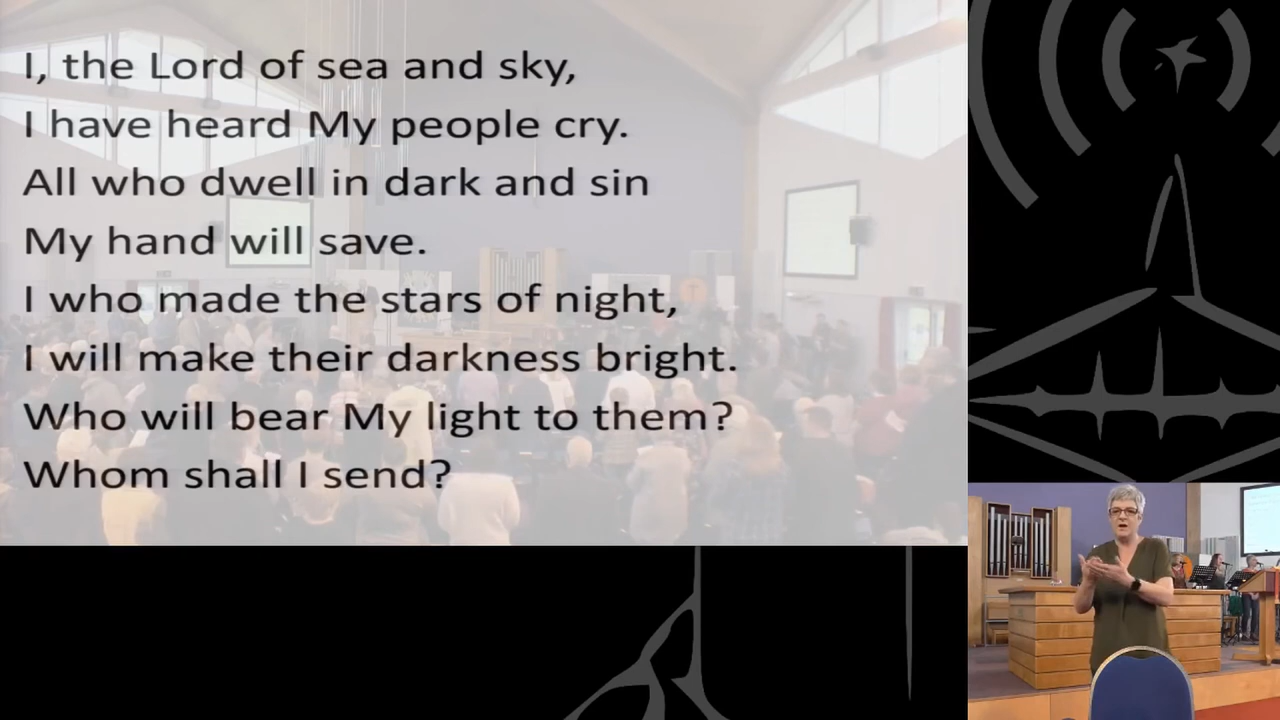 I, the Lord of sea and sky,
I have heard My people cry.
All who dwell in dark and sin
My hand will save.
I who made the stars of night,
I will make their darkness bright.
Who will bear My light to them?
Whom shall I send?